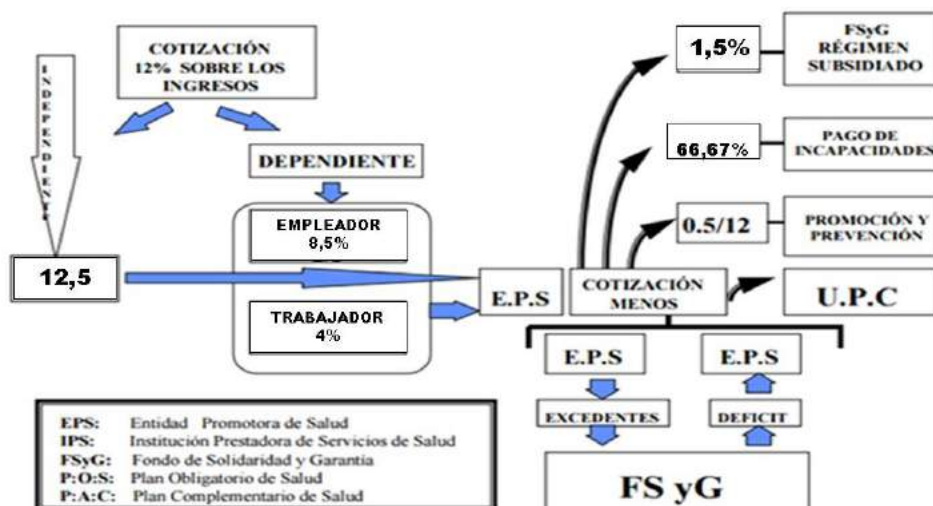 COTIZACIÓN
12% SOBRE LOS
INGRESOS
INDEPENDIENTE
DEPENDIENTE
EMPLEADOR
8,5%
12,5
TRABAJADOR
4%
E.P.S
COTIZACIÓN
MENOS
1,5%
FSyG
RÉGIMEN
SUBSIDIADO
66,67%
PAGO DE
INCAPACIDADES
0.5/12
PROMOCIÓN Y
PREVENCIÓN
U.P.C
E.P.S
E.P.S
EXCEDENTES
DEFICIT
FS yG
EPS: Entidad Promotora de Salud
IPS: Institución Prestadora de Servicios de Salud
FSyG: Fondo de Solidaridad y Garantía
P:O:S: Plan Obligatorio de Salud
P:A:C: Plan Complementario de Salud